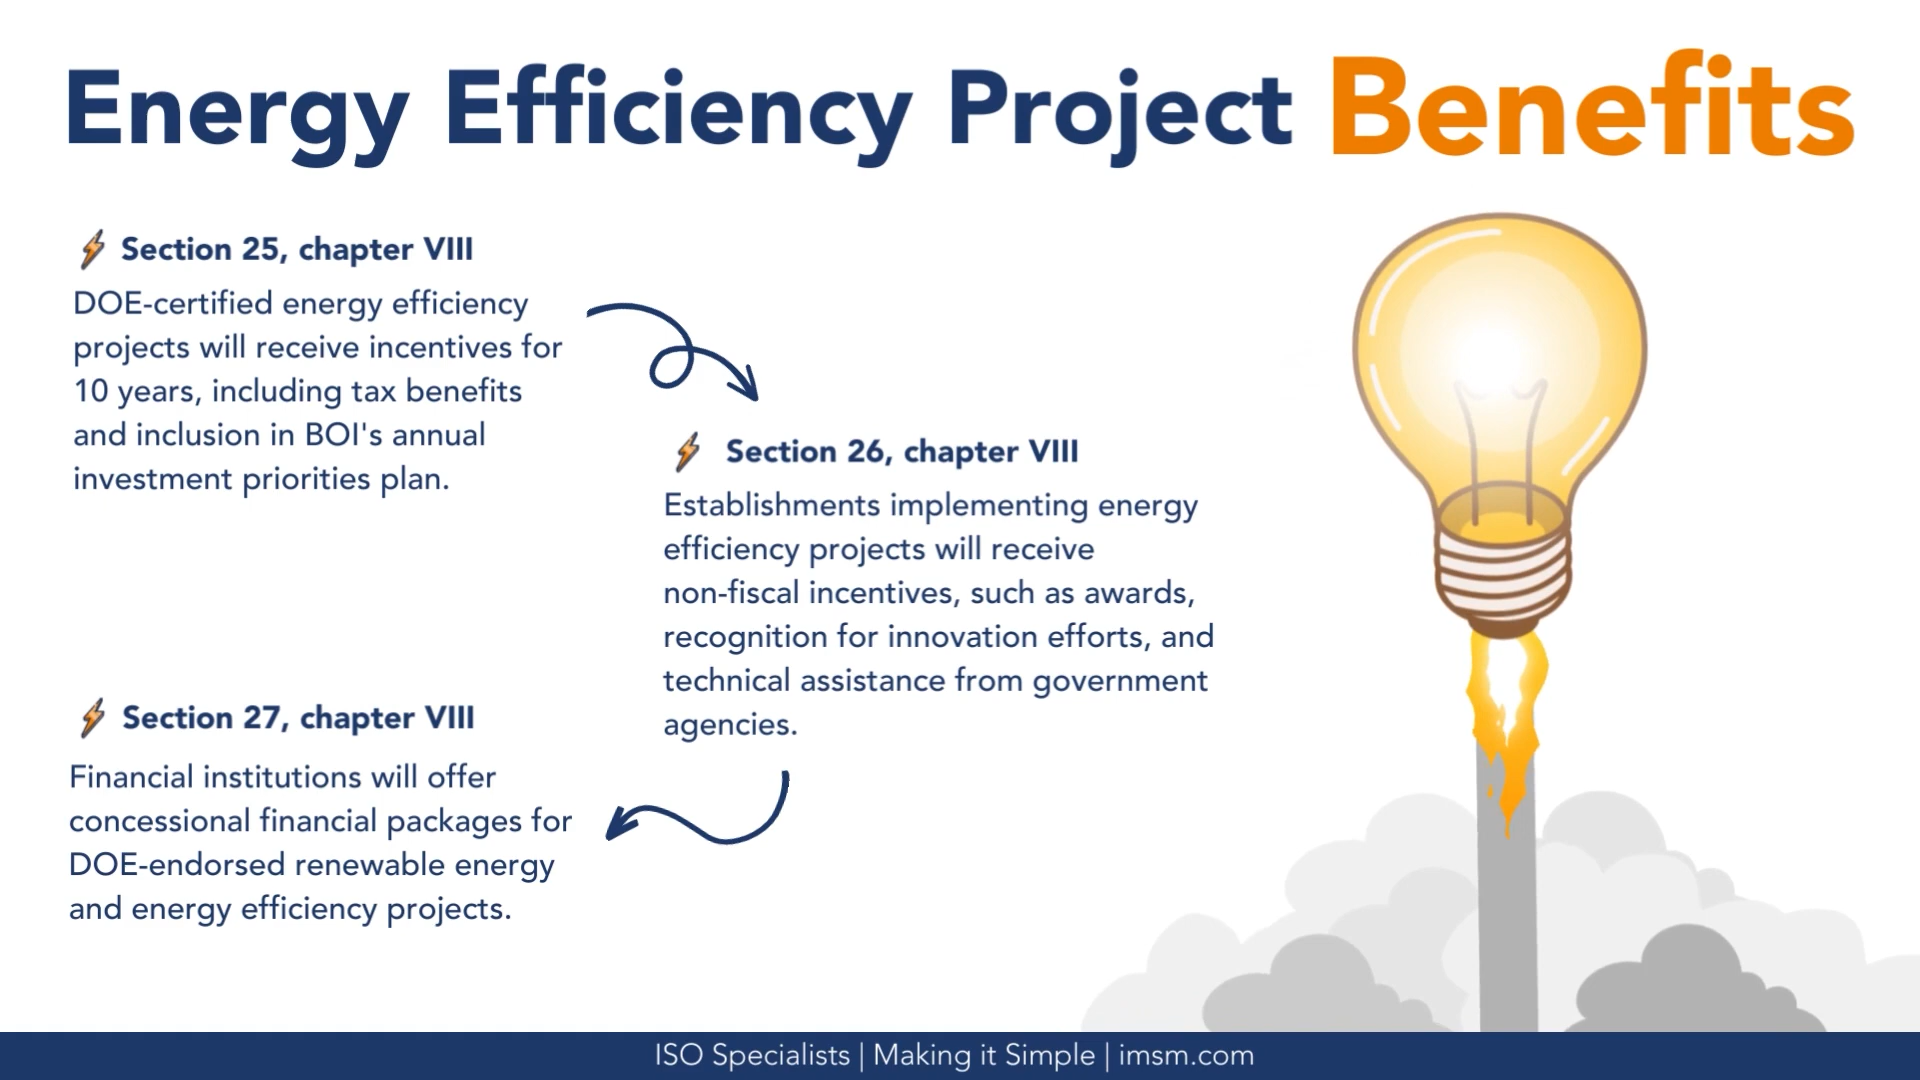 Energy Efficiency Project Benefits
Section 25, chapter VIII
DOE-certified energy efficiency
projects will receive incentives for
10 years, including tax benefits
and inclusion in BOI's annual
investment priorities plan.
Section 26, chapter VIII
Establishments implementing energy
efficiency projects will receive
non-fiscal incentives, such as awards,
recognition for innovation efforts, and
technical assistance from government
agencies.
Section 27, chapter VIII
Financial institutions will offer
concessional financial packages for
DOE-endorsed renewable energy
and energy efficiency projects.
ISO Specialists | Making it Simple | imsm.com